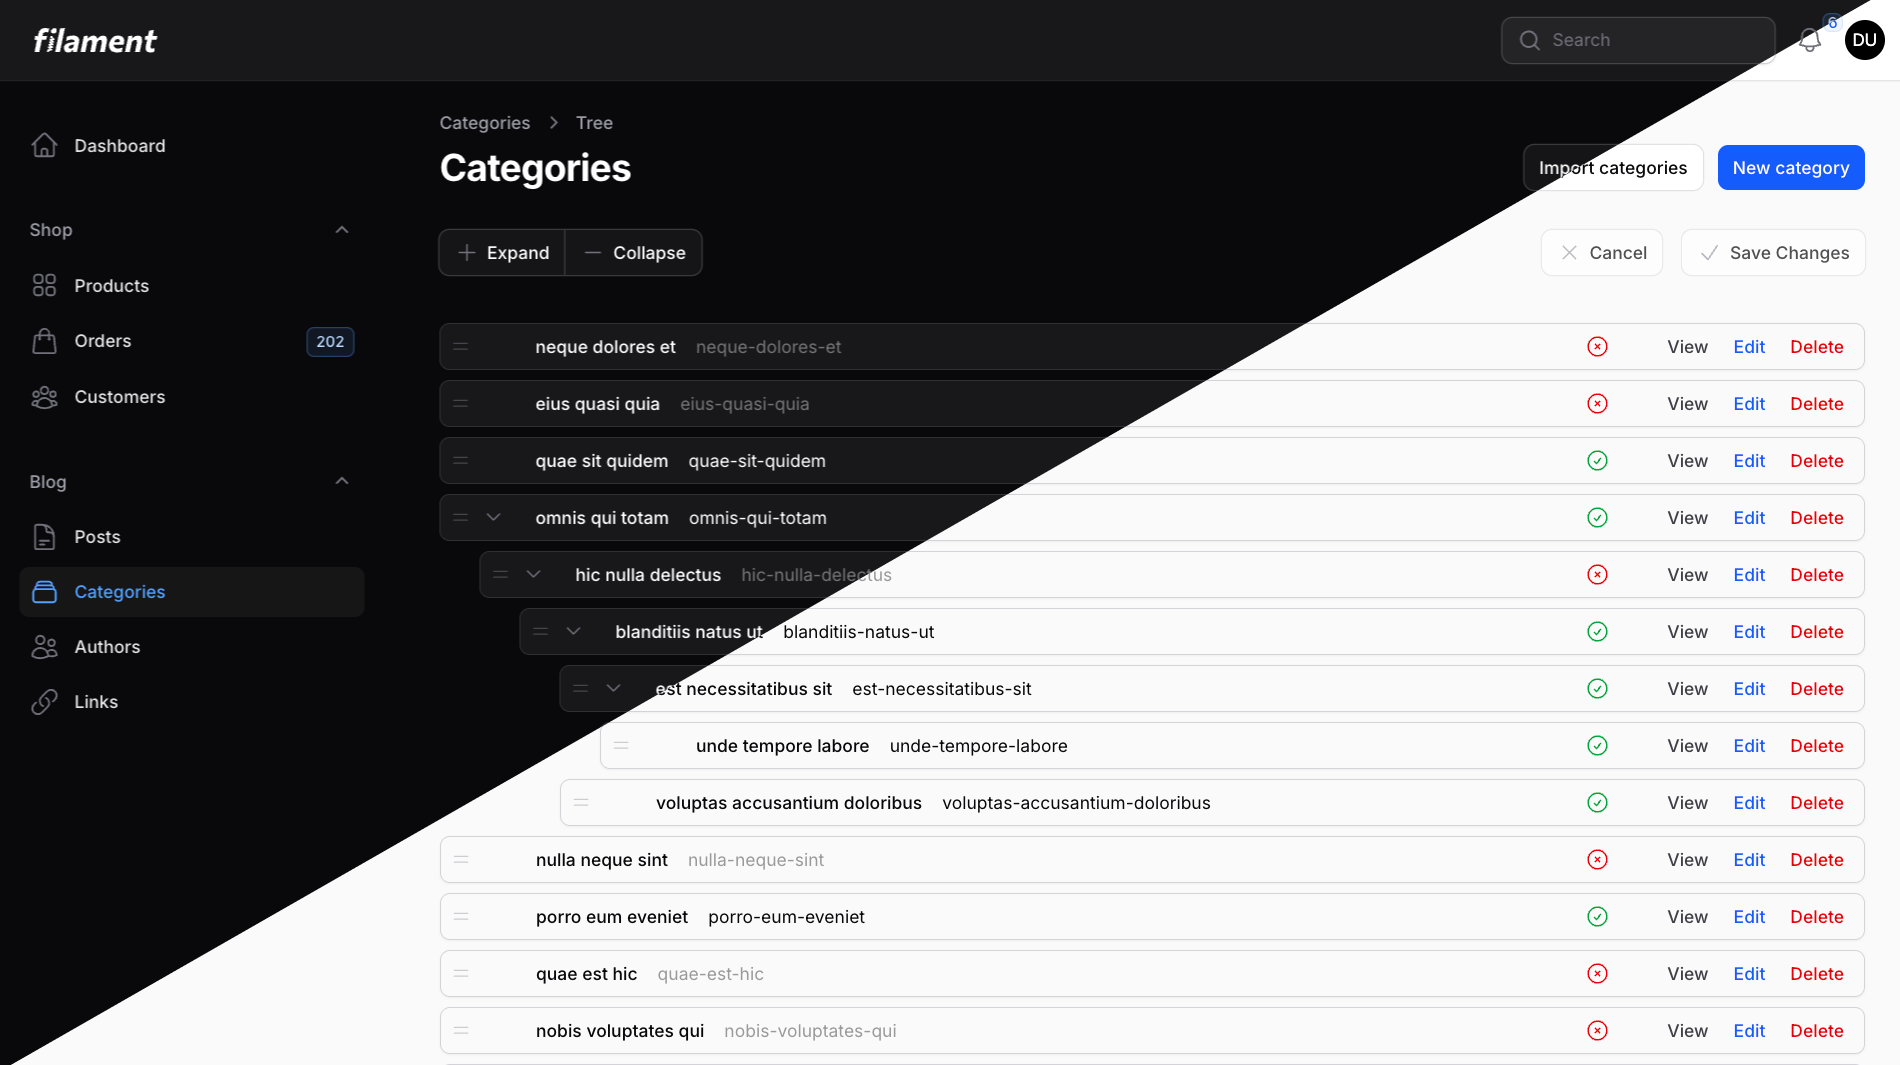 filament
Search
6
DU
Dashboard
Shop
Products
Orders 202
Customers
Blog
Posts
Categories
Authors
Links
Categories > Tree
Categories
Import categories New category
Expand Collapse
Cancel Save Changes
neque dolores et neque-dolores-et View Edit Delete
eius quasi quia eius-quasi-quia View Edit Delete
quae sit quidem quae-sit-quidem View Edit Delete
omnis qui totam omnis-qui-totam View Edit Delete
hic nulla delectus hic-nulla-delectus View Edit Delete
blanditiis natus ut blanditiis-natus-ut View Edit Delete
est necessitatibus sit est-necessitatibus-sit View Edit Delete
unde tempore labore unde-tempore-labore View Edit Delete
voluptas accusantium doloribus voluptas-accusantium-doloribus View Edit Delete
nulla neque sint nulla-neque-sint View Edit Delete
porro eum eveniet porro-eum-eveniet View Edit Delete
quae est hic quae-est-hic View Edit Delete
nobis voluptates qui nobis-voluptates-qui View Edit Delete